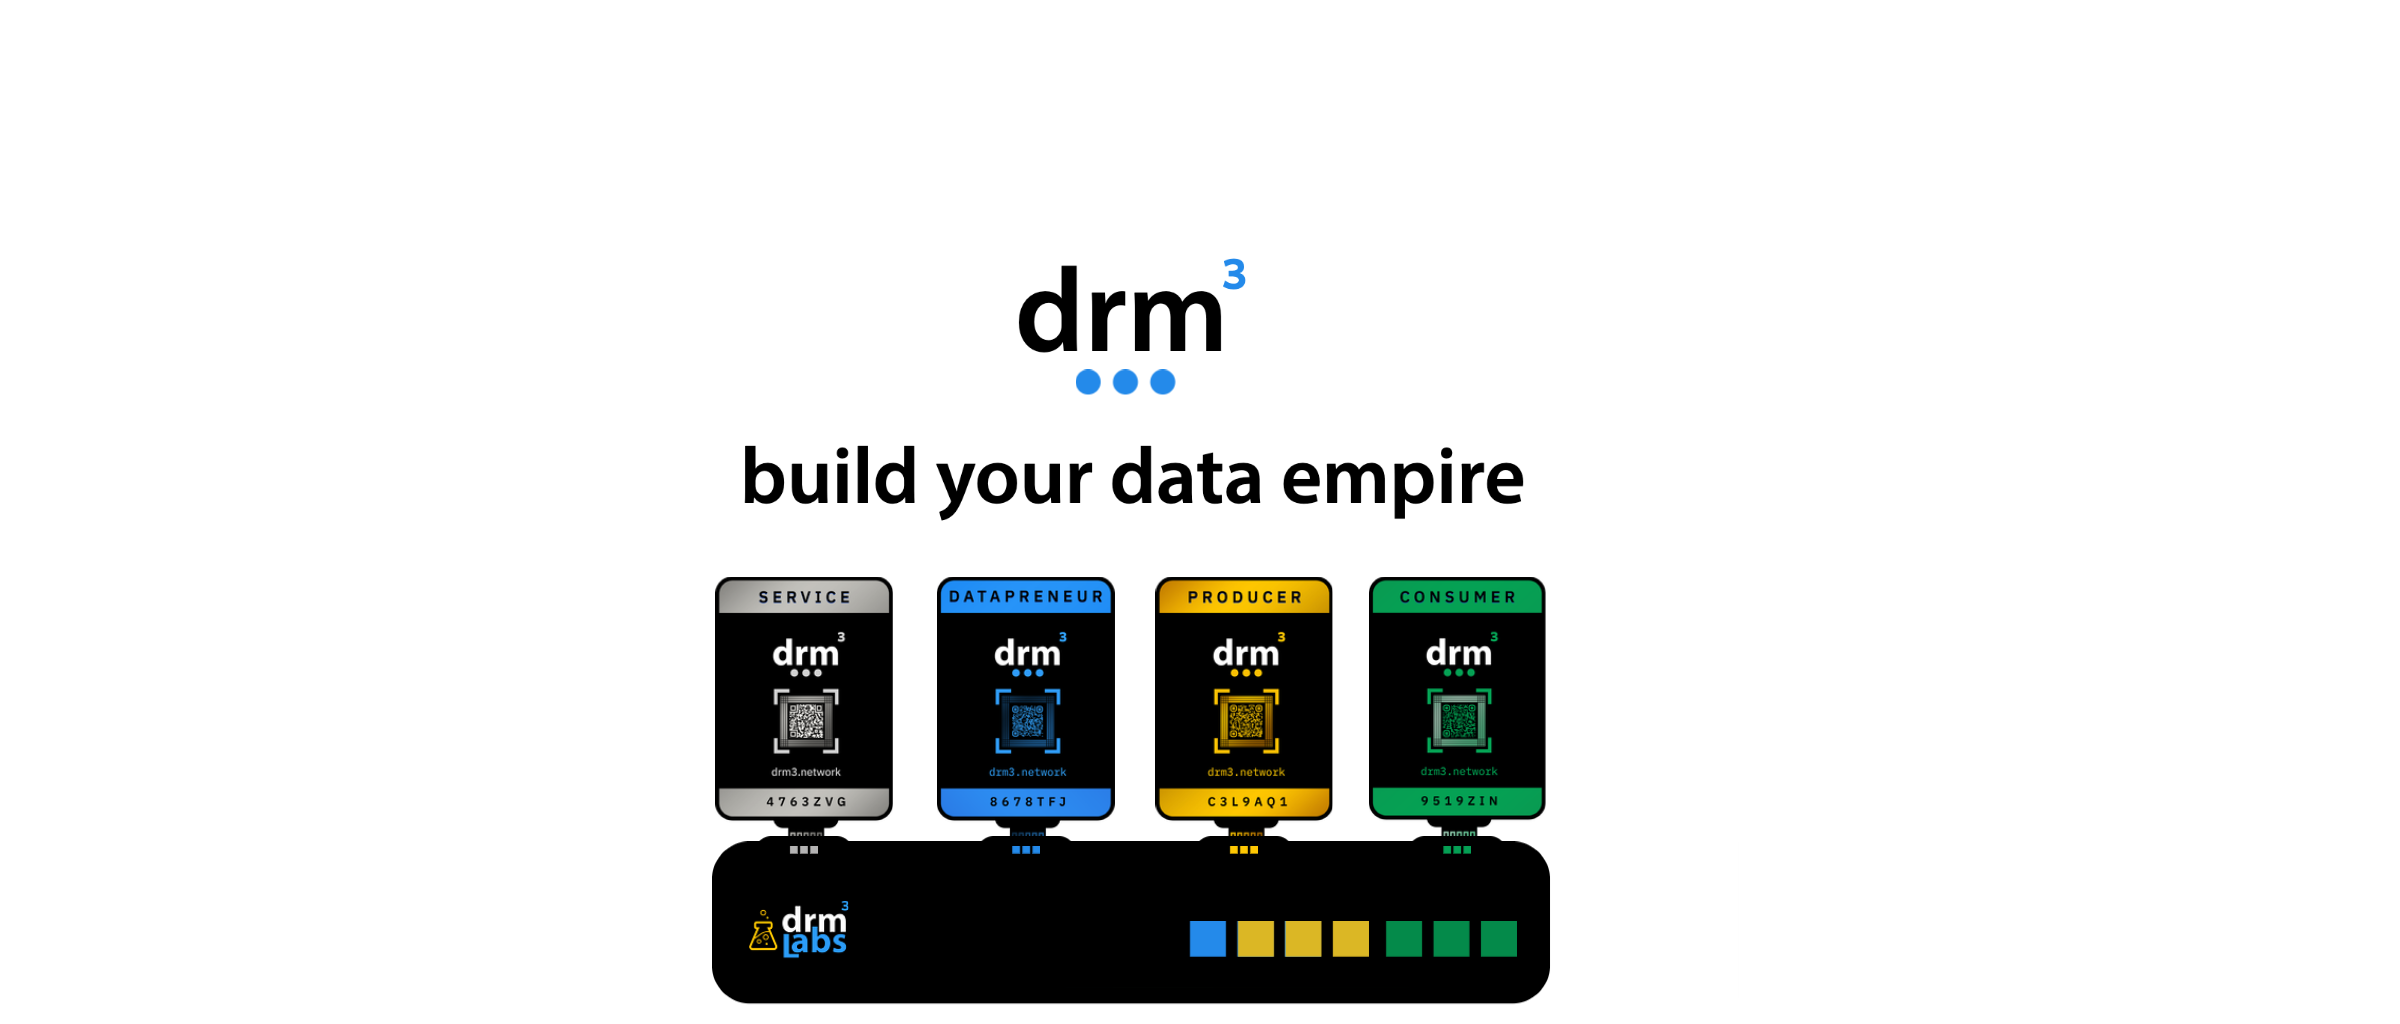 drm³
build your data empire
SERVICE
drm³
drm3.network
4763ZVG
DATAPRENEUR
drm³
drm3.network
8678TFJ
PRODUCER
drm³
drm3.network
C3L9AQ1
CONSUMER
drm³
drm3.network
9519ZIN
drm³
Labs